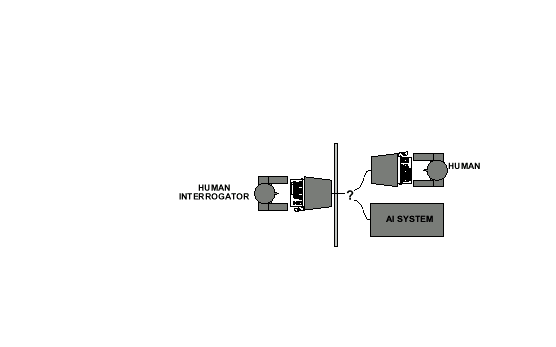 HUMAN
INTERROGATOR
?
HUMAN
AI SYSTEM